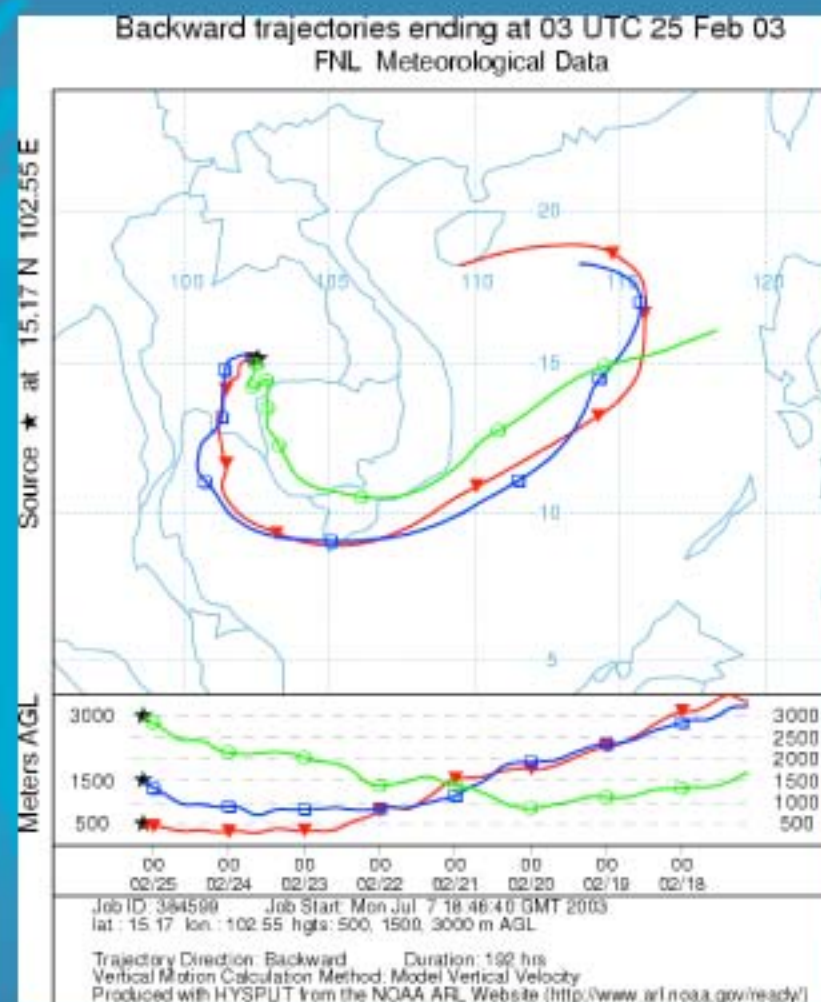 Backward trajectories ending at 03 UTC 25 Feb 03
FNL Meteorological Data
Source ★ at 15.17 N 102.55 E
20
100 105 110 115 120
15
10
5
Meters AGL
3000 3000
2500
2000
1500 1500
1000
500 500
00 00 00 00 00 00 00 00
02/25 02/24 02/23 02/22 02/21 02/20 02/19 02/18
Job ID: 384599 Job Start: Mon Jul 7 18:46:40 GMT 2003
lat.: 15.17 lon.: 102.55 hgts: 500, 1500, 3000 m AGL
Trajectory Direction: Backward Duration: 192 hrs
Vertical Motion Calculation Method: Model Vertical Velocity
Produced with HYSPLIT from the NOAA ARL Website (http://www.arl.noaa.gov/ready/)